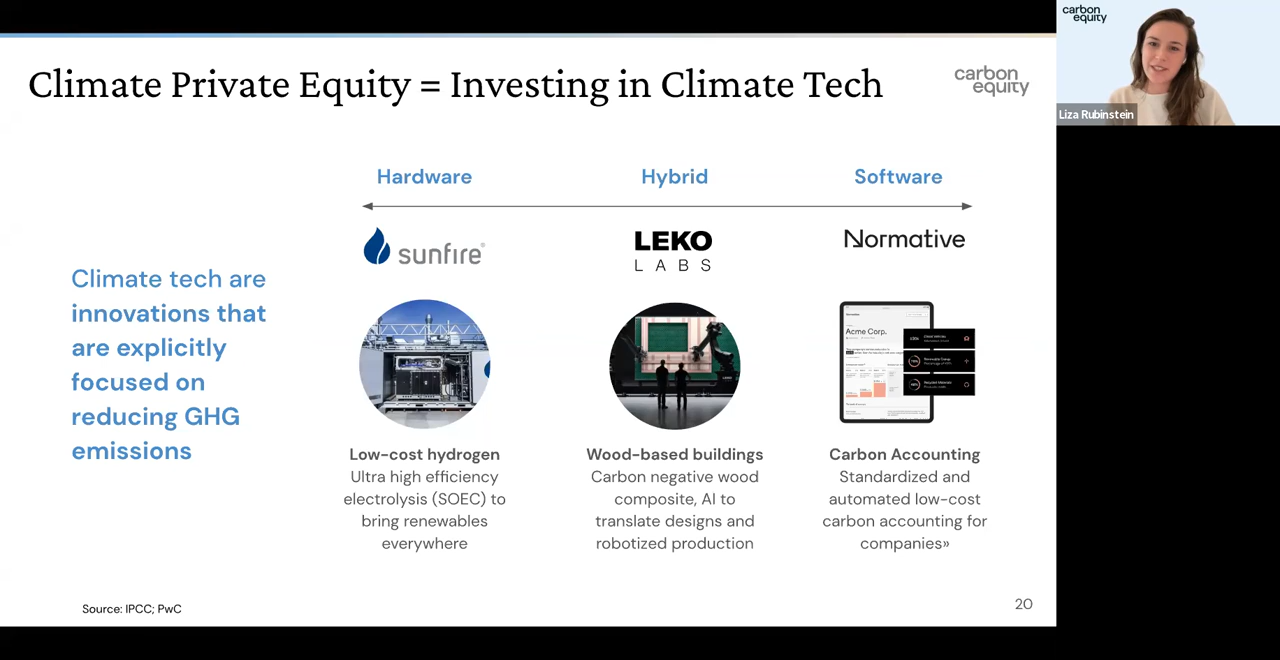 Climate Private Equity = Investing in Climate Tech
carbon
equity
carbon
equity
Liza Rubinstein
Hardware
Hybrid
Software
sunfire®
LEKO
LABS
Normative
Climate tech are
innovations that
are explicitly
focused on
reducing GHG
emissions
Acme Corp.
Low-cost hydrogen
Ultra high efficiency
electrolysis (SOEC) to
bring renewables
everywhere
Wood-based buildings
Carbon negative wood
composite, AI to
translate designs and
robotized production
Carbon Accounting
Standardized and
automated low-cost
carbon accounting for
companies»
Source: IPCC; PwC
20